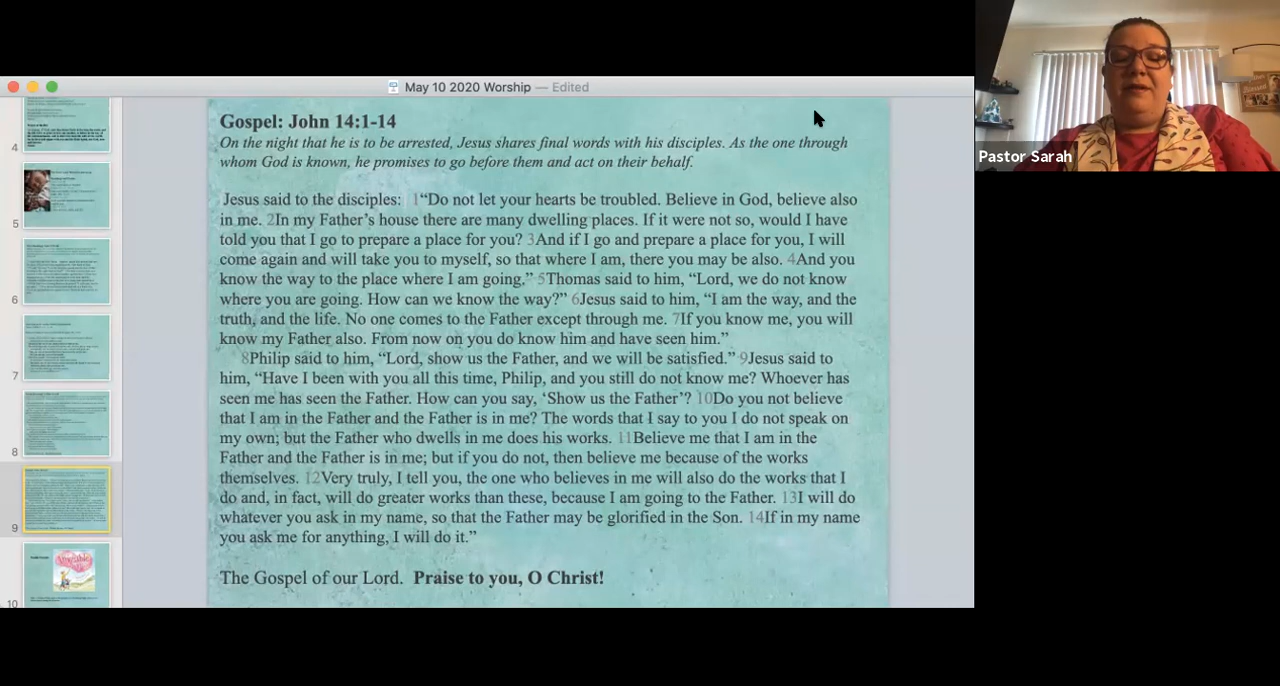 May 10 2020 Worship — Edited
Gospel: John 14:1-14
On the night that he is to be arrested, Jesus shares final words with his disciples. As the one through
whom God is known, he promises to go before them and act on their behalf.
Jesus said to the disciples: 1“Do not let your hearts be troubled. Believe in God, believe also
in me. 2In my Father’s house there are many dwelling places. If it were not so, would I have
told you that I go to prepare a place for you? 3And if I go and prepare a place for you, I will
come again and will take you to myself, so that where I am, there you may be also. 4And you
know the way to the place where I am going.” 5Thomas said to him, “Lord, we do not know
where you are going. How can we know the way?” 6Jesus said to him, “I am the way, and the
truth, and the life. No one comes to the Father except through me. 7If you know me, you will
know my Father also. From now on you do know him and have seen him.”
8Philip said to him, “Lord, show us the Father, and we will be satisfied.” 9Jesus said to
him, “Have I been with you all this time, Philip, and you still do not know me? Whoever has
seen me has seen the Father. How can you say, ‘Show us the Father’? 10Do you not believe
that I am in the Father and the Father is in me? The words that I say to you I do not speak on
my own; but the Father who dwells in me does his works. 11Believe me that I am in the
Father and the Father is in me; but if you do not, then believe me because of the works
themselves. 12Very truly, I tell you, the one who believes in me will also do the works that I
do and, in fact, will do greater works than these, because I am going to the Father. 13I will do
whatever you ask in my name, so that the Father may be glorified in the Son. 14If in my name
you ask me for anything, I will do it.”
The Gospel of our Lord. Praise to you, O Christ!
4
5
6
7
8
9
10
Pastor Sarah